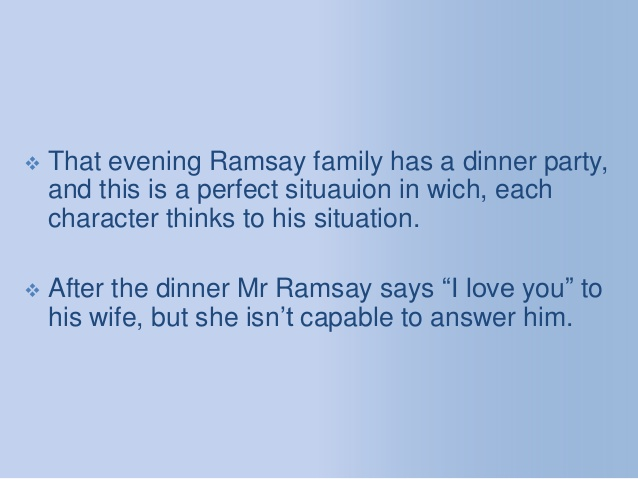 ❖ That evening Ramsay family has a dinner party,
and this is a perfect situauion in wich, each
character thinks to his situation.
❖ After the dinner Mr Ramsay says “I love you” to
his wife, but she isn’t capable to answer him.